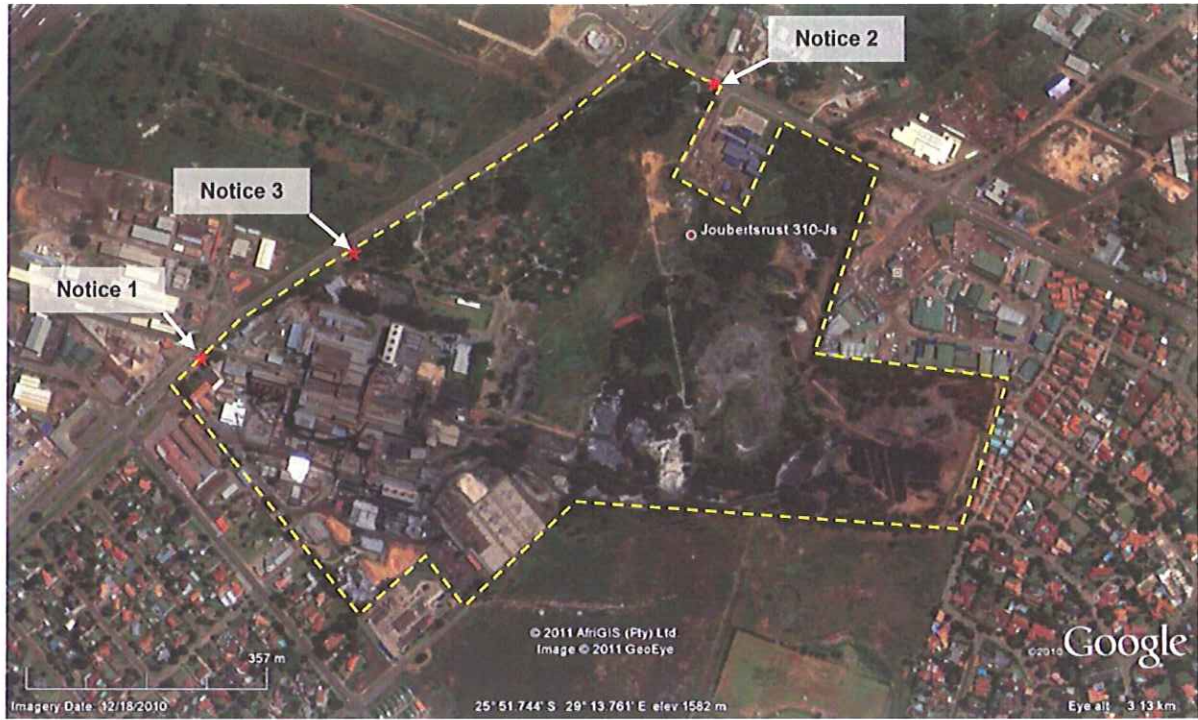 Notice 2
Notice 3
Joubertsrust 310-Js
Notice 1
© 2011 AfriGIS (Pty) Ltd
Image © 2011 GeoEye
©2010 Google
357 m
Imagery Date: 12/18/2010
25°51.744' S 29°13.761' E elev 1582 m
Eye alt 3.13 km